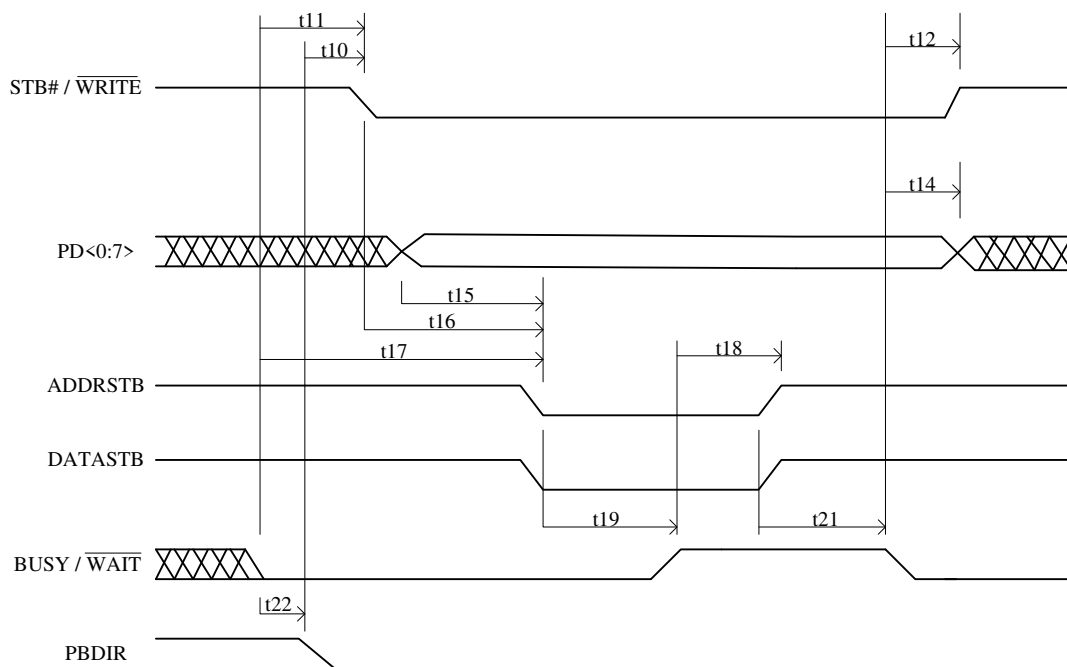 t11
t12
t10
STB# / WRITE
t14
PD<0:7>
t15
t16
t17
t18
ADDRSTB
DATASTB
t19
t21
BUSY / WAIT
t22
PBDIR